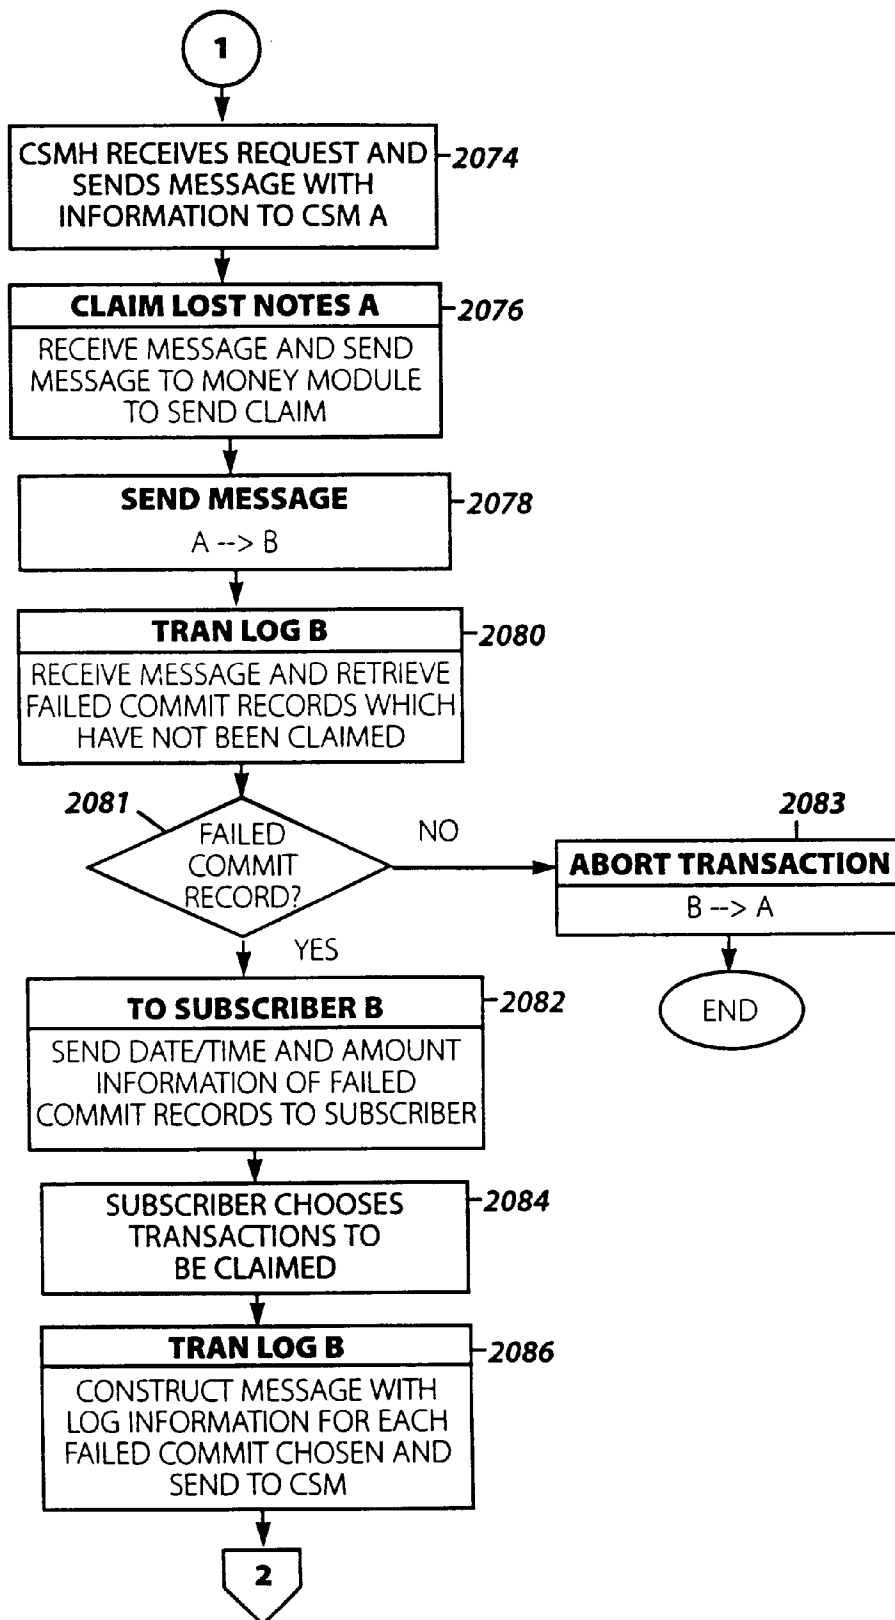 1
CSMH RECEIVES REQUEST AND
SENDS MESSAGE WITH
INFORMATION TO CSM A
2074
CLAIM LOST NOTES A
2076
RECEIVE MESSAGE AND SEND
MESSAGE TO MONEY MODULE
TO SEND CLAIM
SEND MESSAGE
2078
A --> B
TRAN LOG B
2080
RECEIVE MESSAGE AND RETRIEVE
FAILED COMMIT RECORDS WHICH
HAVE NOT BEEN CLAIMED
2081
FAILED
COMMIT
RECORD?
NO
2083
ABORT TRANSACTION
B --> A
END
YES
TO SUBSCRIBER B
2082
SEND DATE/TIME AND AMOUNT
INFORMATION OF FAILED
COMMIT RECORDS TO SUBSCRIBER
SUBSCRIBER CHOOSES
TRANSACTIONS TO
BE CLAIMED
2084
TRAN LOG B
2086
CONSTRUCT MESSAGE WITH
LOG INFORMATION FOR EACH
FAILED COMMIT CHOSEN AND
SEND TO CSM
2